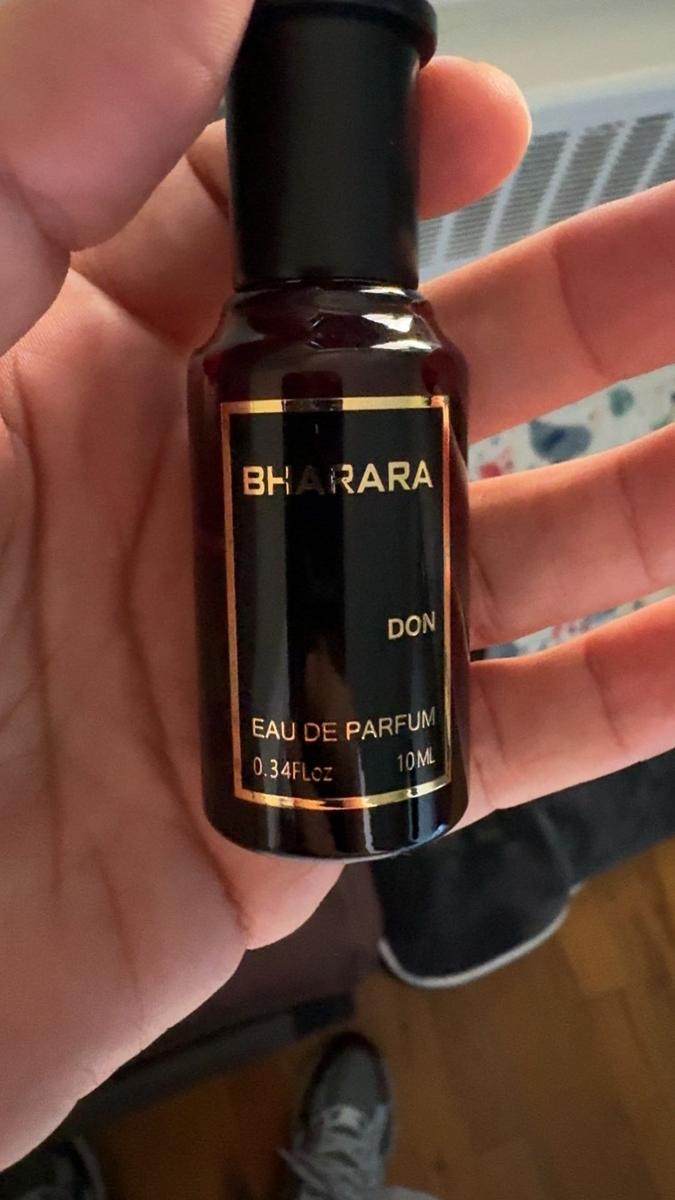 BHARARA
DON
EAU DE PARFUM
0.34FLoz 10ML